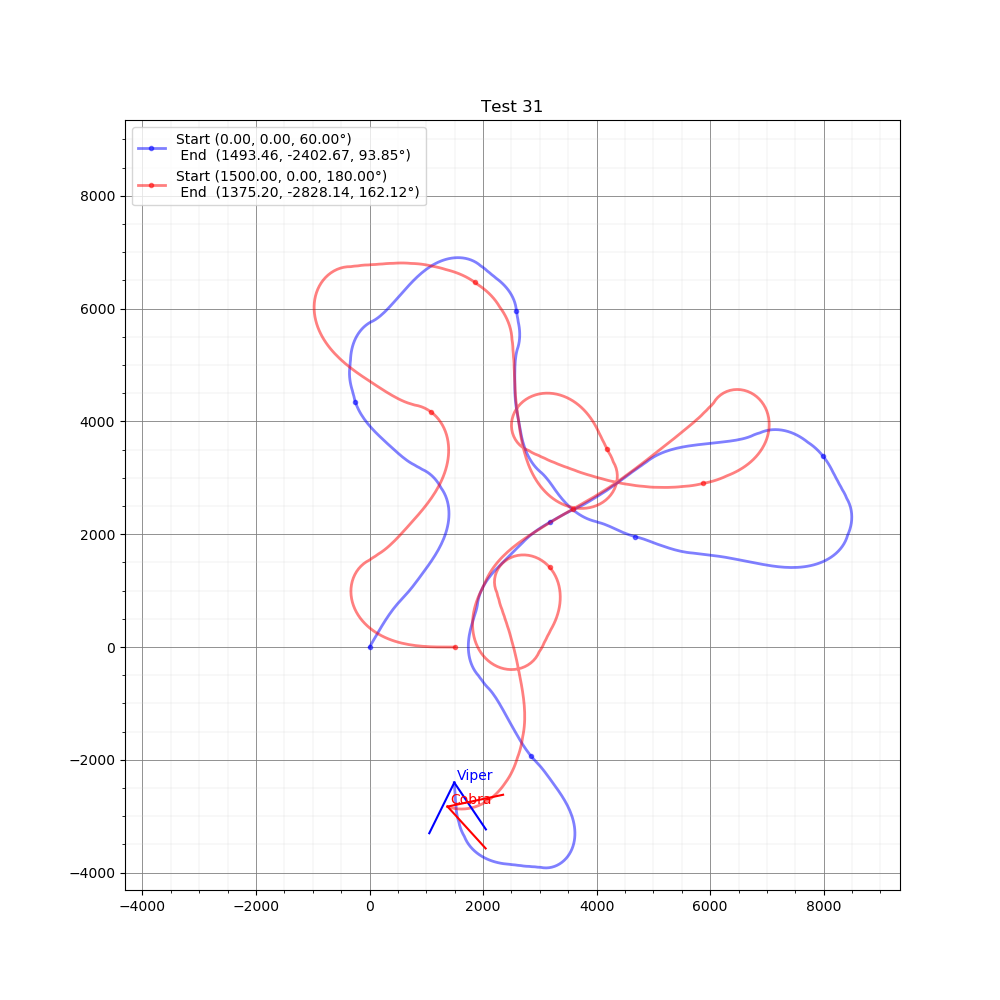 Test 31
Start (0.00, 0.00, 60.00°)
End  (1493.46, -2402.67, 93.85°)
Start (1500.00, 0.00, 180.00°)
End  (1375.20, -2828.14, 162.12°)
8000
6000
4000
2000
0
−2000
−4000
Viper
Cobra
−4000 −2000 0 2000 4000 6000 8000